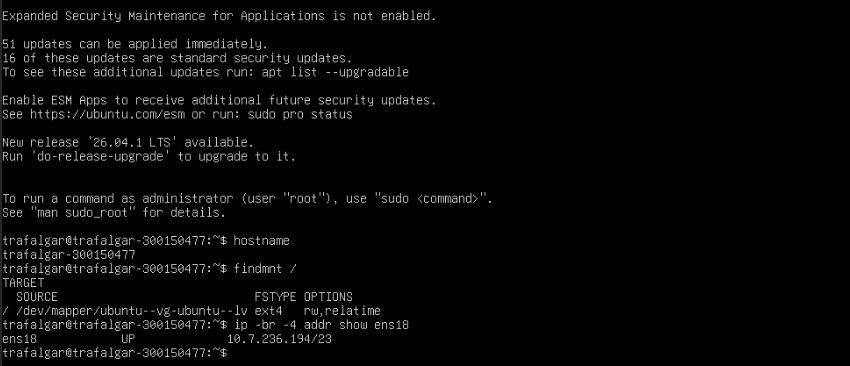 Expanded Security Maintenance for Applications is not enabled.
51 updates can be applied immediately.
16 of these updates are standard security updates.
To see these additional updates run: apt list --upgradable
Enable ESM Apps to receive additional future security updates.
See https://ubuntu.com/esm or run: sudo pro status
New release '26.04.1 LTS' available.
Run 'do-release-upgrade' to upgrade to it.
To run a command as administrator (user "root"), use "sudo <command>".
See "man sudo_root" for details.
trafalgar@trafalgar-300150477:~$ hostname
trafalgar-300150477
trafalgar@trafalgar-300150477:~$ findmnt /
TARGET
  SOURCE                            FSTYPE OPTIONS
/ /dev/mapper/ubuntu--vg-ubuntu--lv ext4   rw,relatime
trafalgar@trafalgar-300150477:~$ ip -br -4 addr show ens18
ens18            UP             10.7.236.194/23
trafalgar@trafalgar-300150477:~$